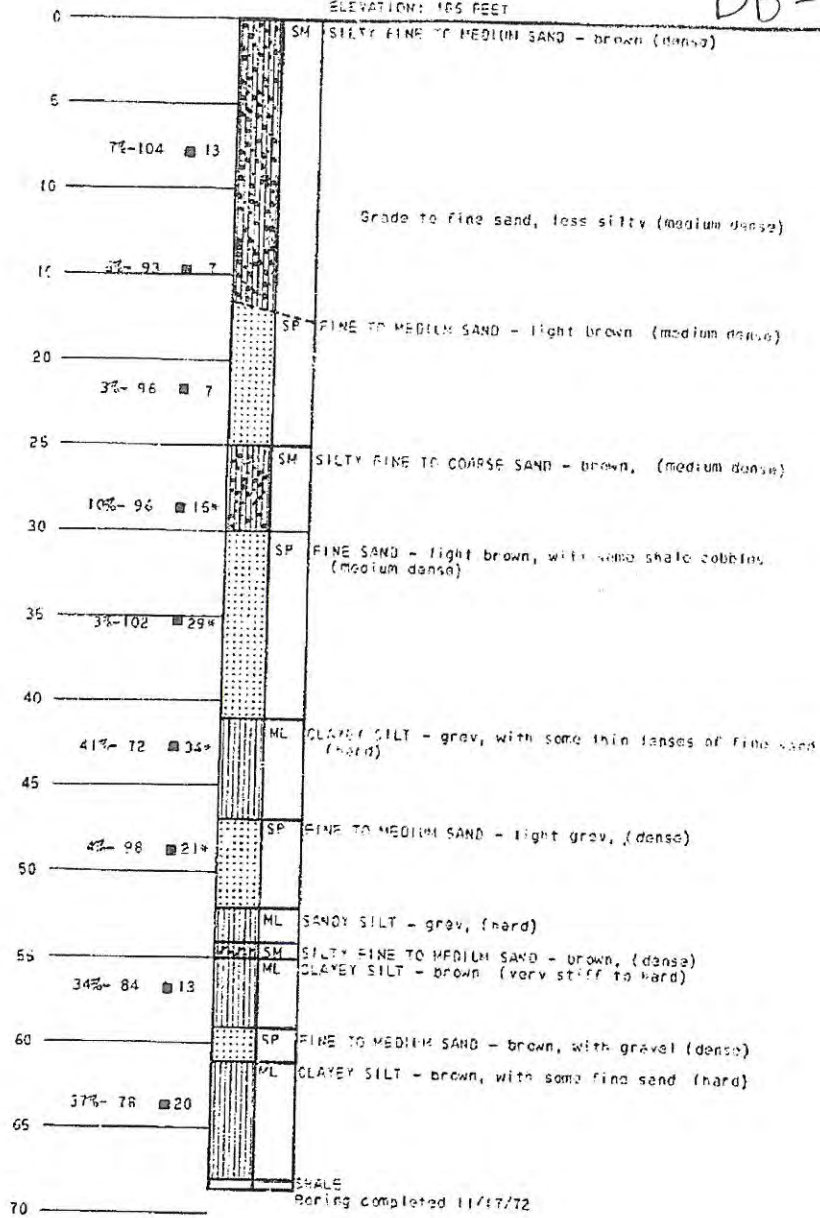 ELEVATION: 165 FEET
0
SM SILTY FINE TO MEDIUM SAND - brown (dense)
5
7%-104 13
10
Grade to fine sand, less silty (medium dense)
15
93 7
SP FINE TO MEDIUM SAND - light brown (medium dense)
20
3%- 96 7
25
SM SILTY FINE TO COARSE SAND - brown, (medium dense)
10%- 96 15*
30
SP FINE SAND - light brown, with some shale cobbles
(medium dense)
35
3%-102 29*
40
ML CLAYEY SILT - gray, with some thin lenses of fine sand
(hard)
41%- 72 34*
45
SP FINE TO MEDIUM SAND - light gray, (dense)
4%- 98 21*
50
ML SANDY SILT - gray, (hard)
55
SM SILTY FINE TO MEDIUM SAND - brown, (dense)
ML CLAYEY SILT - brown (very stiff to hard)
34%- 84 13
60
SP FINE TO MEDIUM SAND - brown, with gravel (dense)
ML CLAYEY SILT - brown, with some fine sand (hard)
37%- 78 20
65
SHALE
Boring completed 11/17/72
70